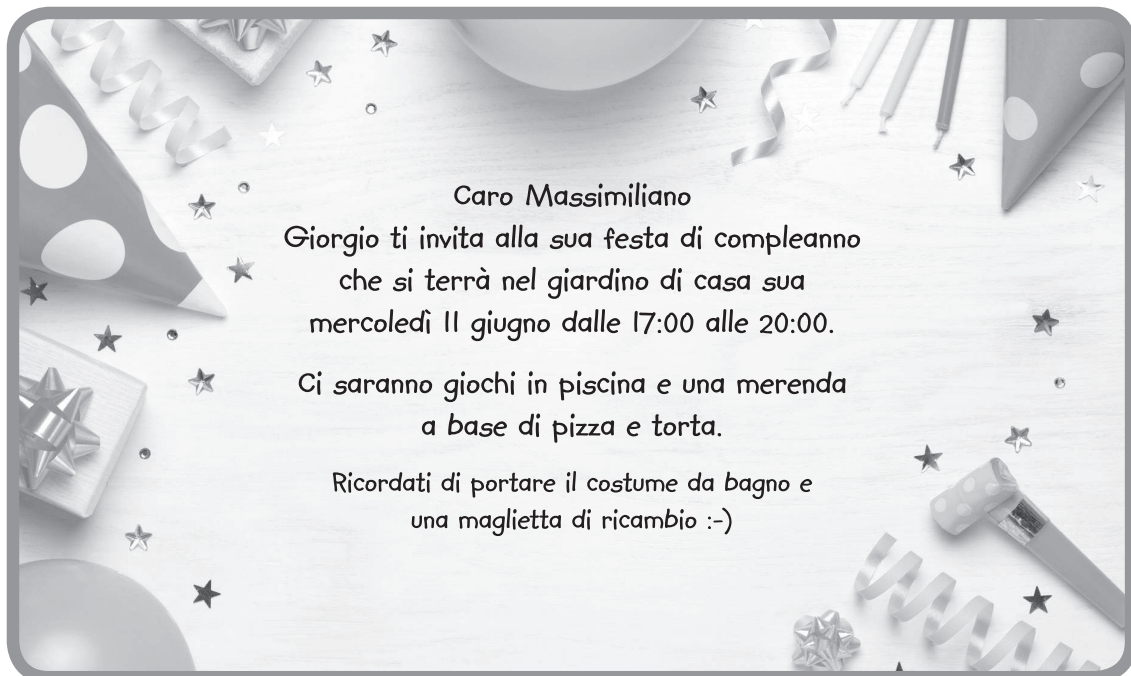 Caro Massimiliano
Giorgio ti invita alla sua festa di compleanno
che si terrà nel giardino di casa sua
mercoledì 11 giugno dalle 17:00 alle 20:00.
Ci saranno giochi in piscina e una merenda
a base di pizza e torta.
Ricordati di portare il costume da bagno e
una maglietta di ricambio :-)